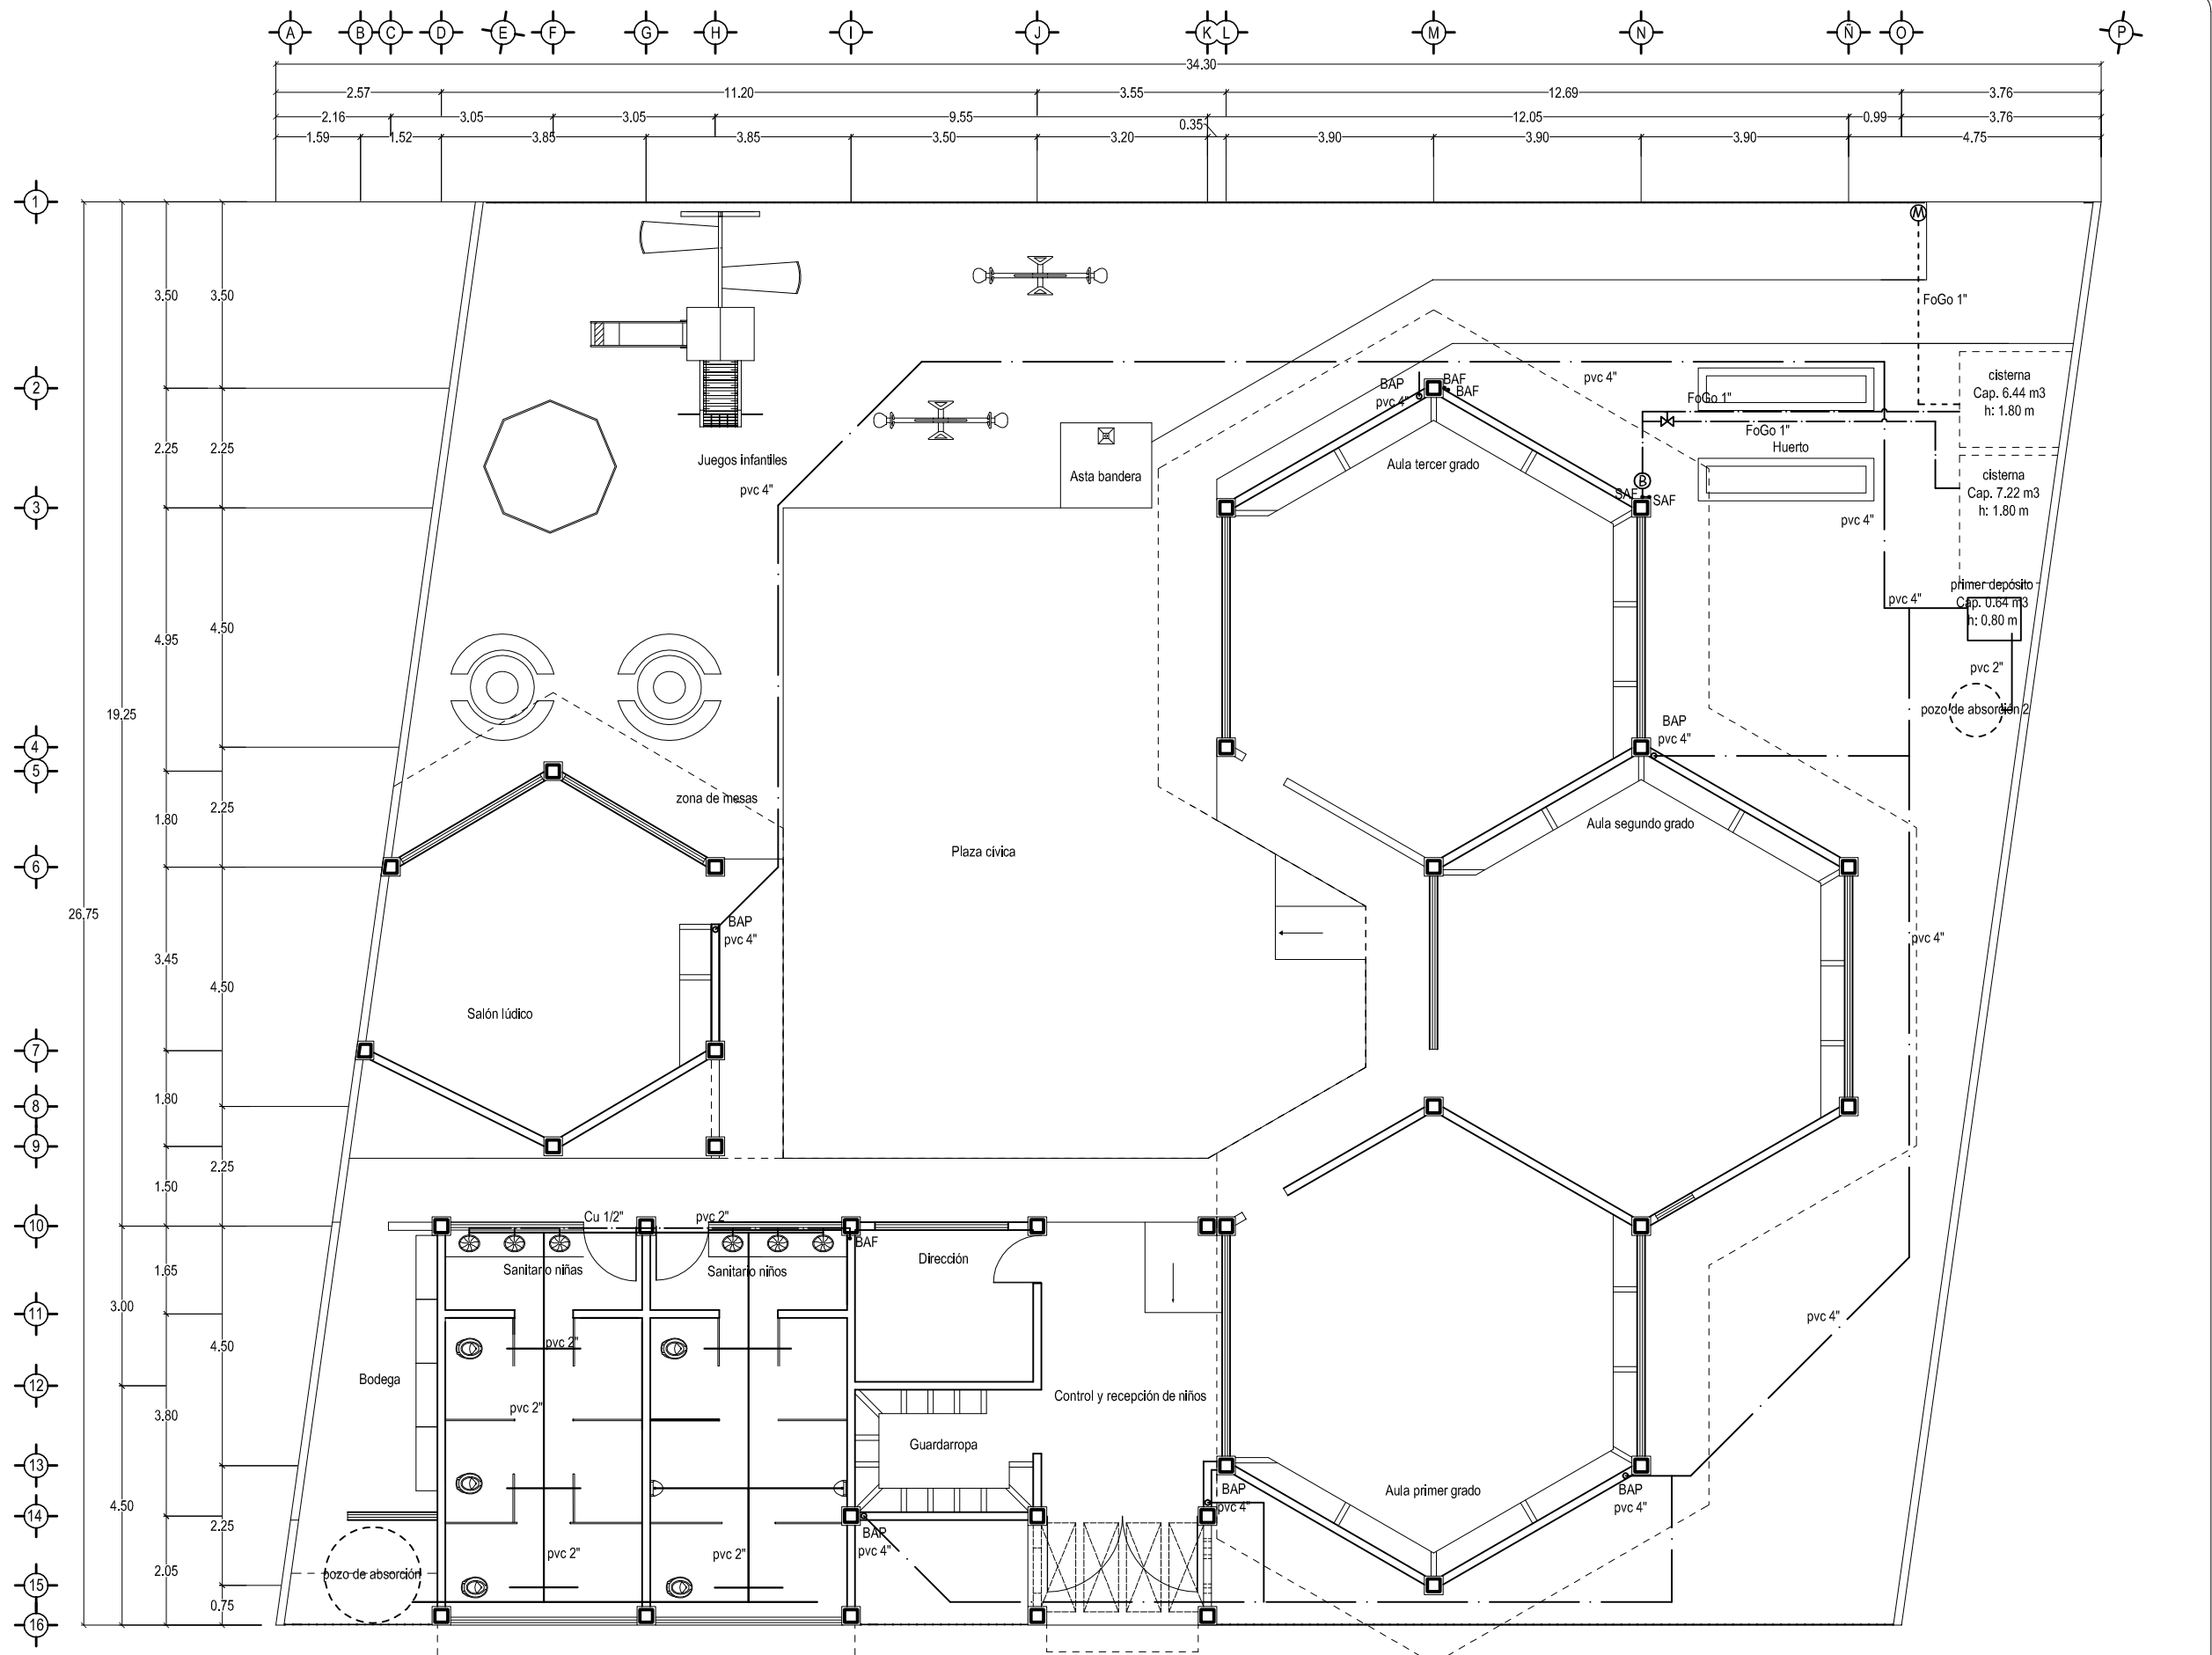 A B C D E F G H I J K L M N Ñ O P
34.30
2.57 11.20 3.55 12.69 3.76
2.16 3.05 3.05 9.55 12.05 0.99 3.76
0.35
1.59 1.52 3.85 3.85 3.50 3.20 3.90 3.90 3.90 4.75
1
M
3.50 3.50
FoGo 1"
2
BAP
BAF
BAF
pvc 4"
pvc 4"
cisterna
Cap. 6.44 m3
h: 1.80 m
FoGo 1"
FoGo 1"
Huerto
2.25 2.25
Juegos infantiles
pvc 4"
Asta bandera
Aula tercer grado
B
SAF
SAF
cisterna
Cap. 7.22 m3
h: 1.80 m
3
pvc 4"
primer depósito
Cap. 0.64 m3
h: 0.80 m
pvc 4"
4.95 4.50
pvc 2"
19.25
pozo de absorción 2
BAP
pvc 4"
4
5
zona de mesas
1.80 2.25
Aula segundo grado
Plaza cívica
6
26.75
BAP
pvc 4"
pvc 4"
3.45 4.50
Salón lúdico
7
8
1.80
9
2.25
1.50
10
Cu 1/2"
pvc 2"
BAF
Dirección
Sanitario niñas
Sanitario niños
1.65
3.00
11
pvc 4"
4.50
pvc 2"
Bodega
12
Control y recepción de niños
pvc 2"
3.80
Guardarropa
13
Aula primer grado
BAP
pvc 4"
BAP
pvc 4"
4.50
14
2.25
BAP
pvc 4"
pvc 2"
pvc 2"
pozo de absorción
2.05
15
0.75
16